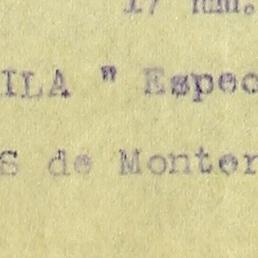 17 mm.
ILA " Espec
S de Monter